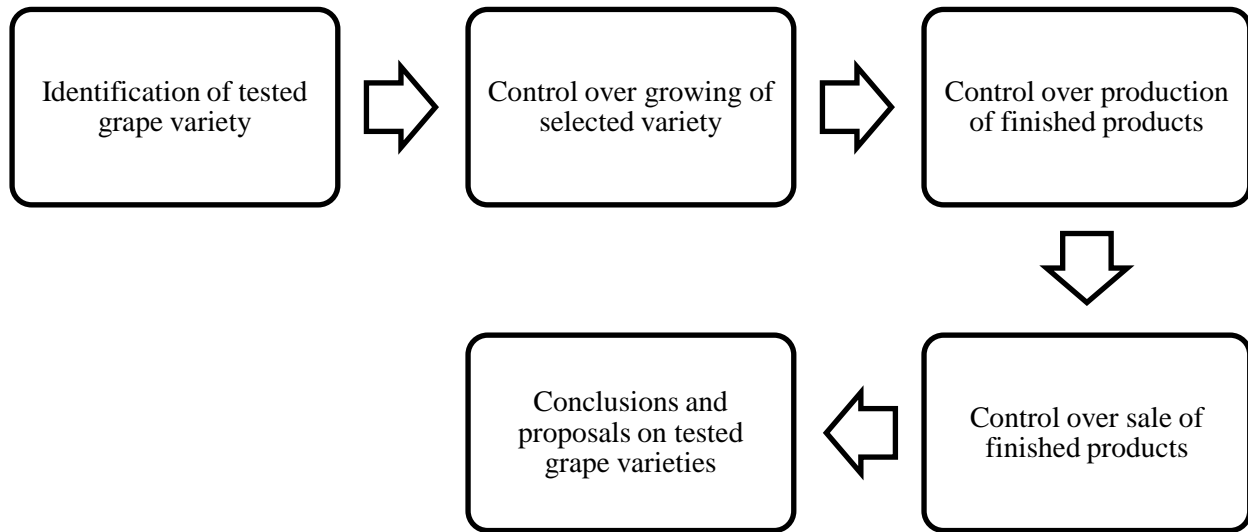 Identification of tested
grape variety
Control over growing of
selected variety
Control over production
of finished products
Control over sale of
finished products
Conclusions and
proposals on tested
grape varieties